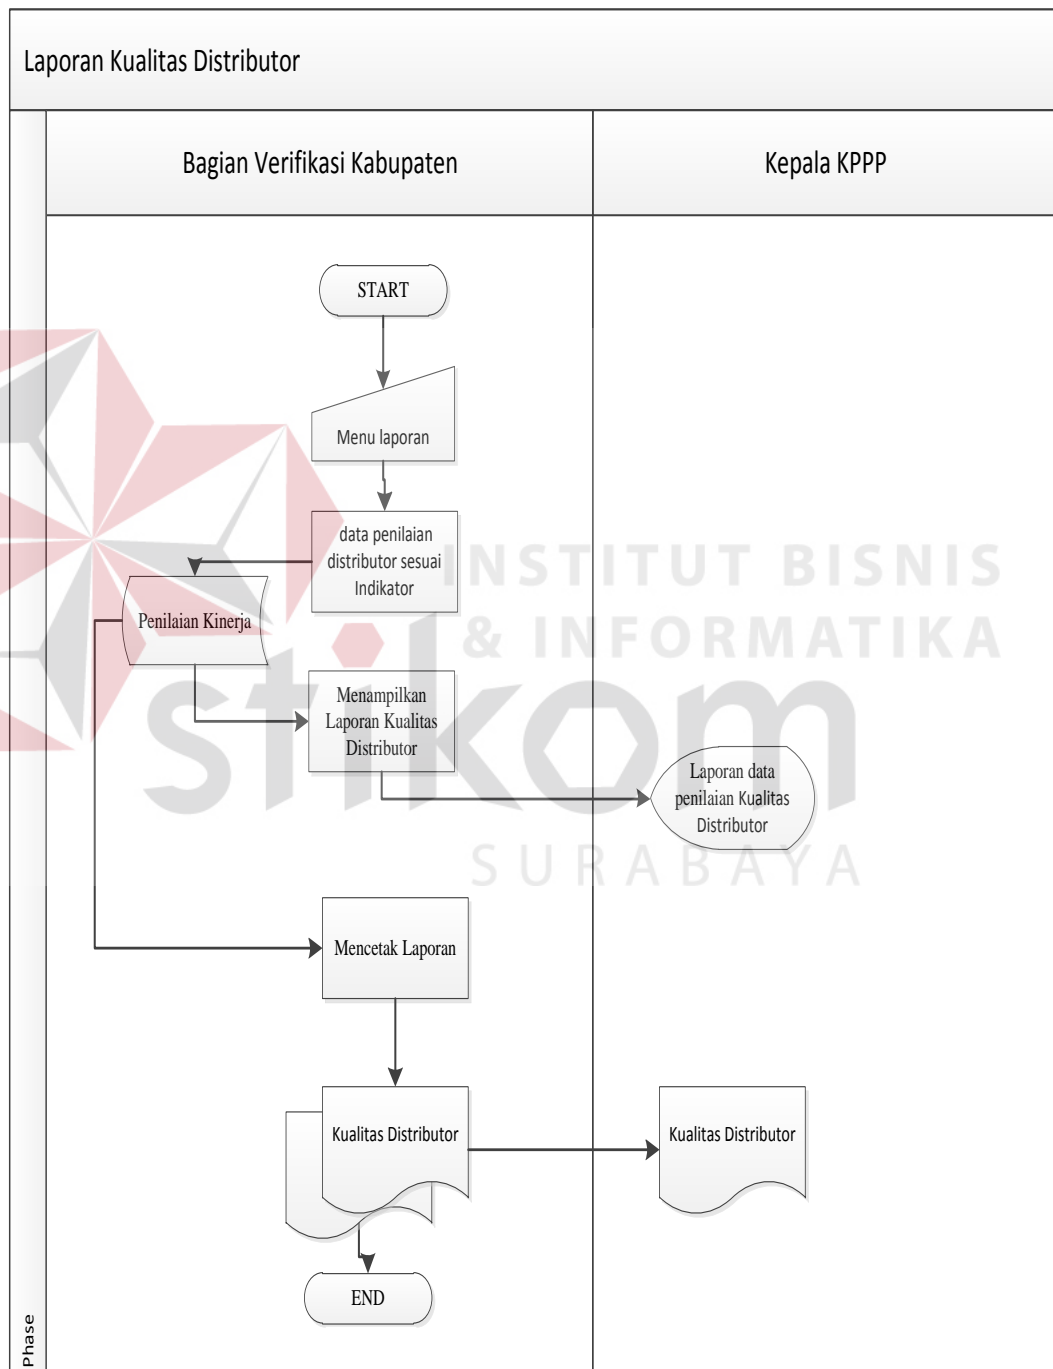 Laporan Kualitas Distributor
Bagian Verifikasi Kabupaten
Kepala KPPP
START
Menu laporan
data penilaian
distributor sesuai
Indikator
Penilaian Kinerja
Menampilkan
Laporan Kualitas
Distributor
Laporan data
penilaian Kualitas
Distributor
Mencetak Laporan
Kualitas Distributor
Kualitas Distributor
END
Phase
INSTITUT BISNIS
& INFORMATIKA
stikom
SURABAYA